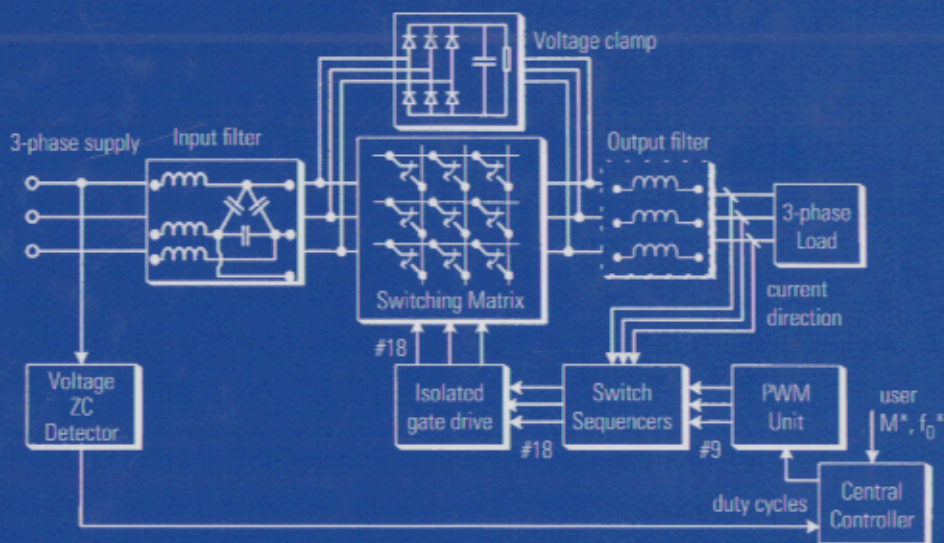 Voltage clamp
3-phase supply
Input filter
Output filter
3-phase
Load
Switching Matrix
current
direction
#18
Voltage
ZC
Detector
Isolated
gate drive
#18
Switch
Sequencers
#9
PWM
Unit
user
M*, f0*
duty cycles
Central
Controller